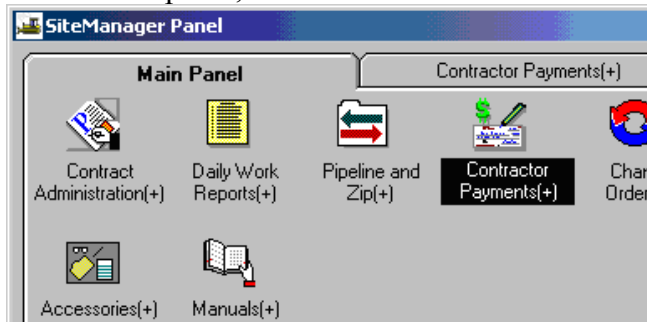 SiteManager Panel
Main Panel
Contractor Payments(+)
Contract
Administration(+)
Daily Work
Reports(+)
Pipeline and
Zip(+)
Contractor
Payments(+)
Accessories(+)
Manuals(+)